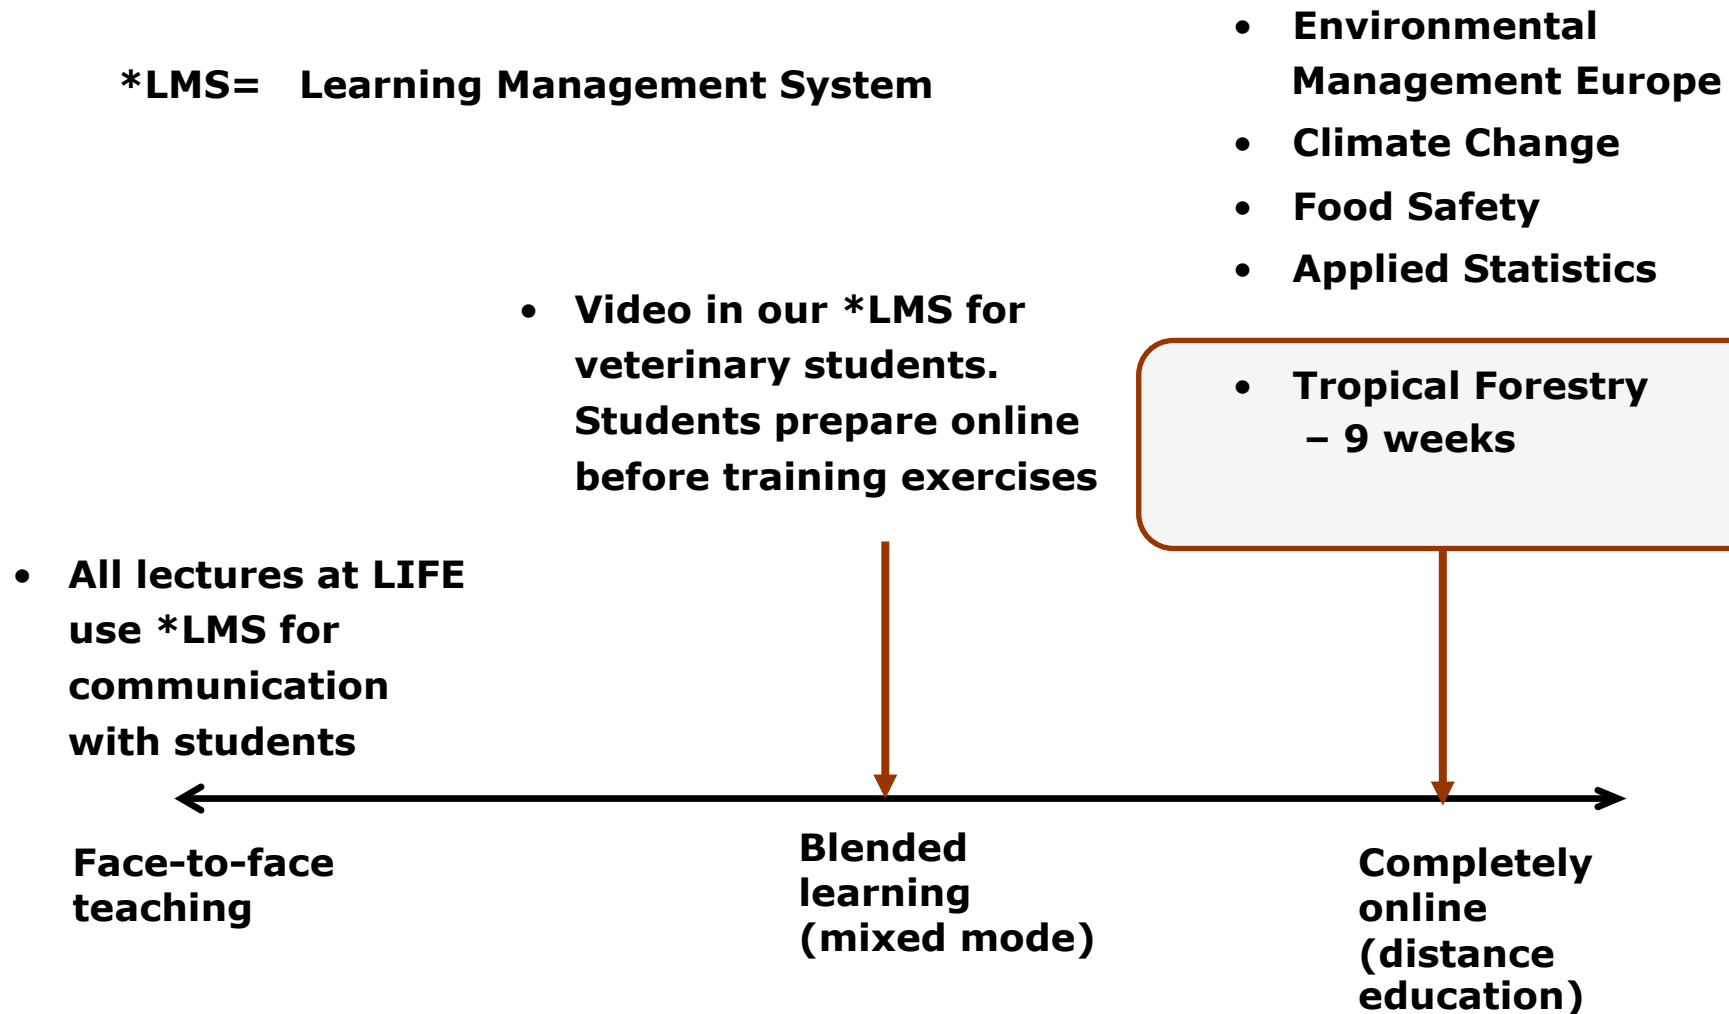 *LMS= Learning Management System
• Environmental
Management Europe
• Climate Change
• Food Safety
• Applied Statistics
• Video in our *LMS for
veterinary students.
Students prepare online
before training exercises
• Tropical Forestry
– 9 weeks
• All lectures at LIFE
use *LMS for
communication
with students
Face-to-face
teaching
Blended
learning
(mixed mode)
Completely
online
(distance
education)